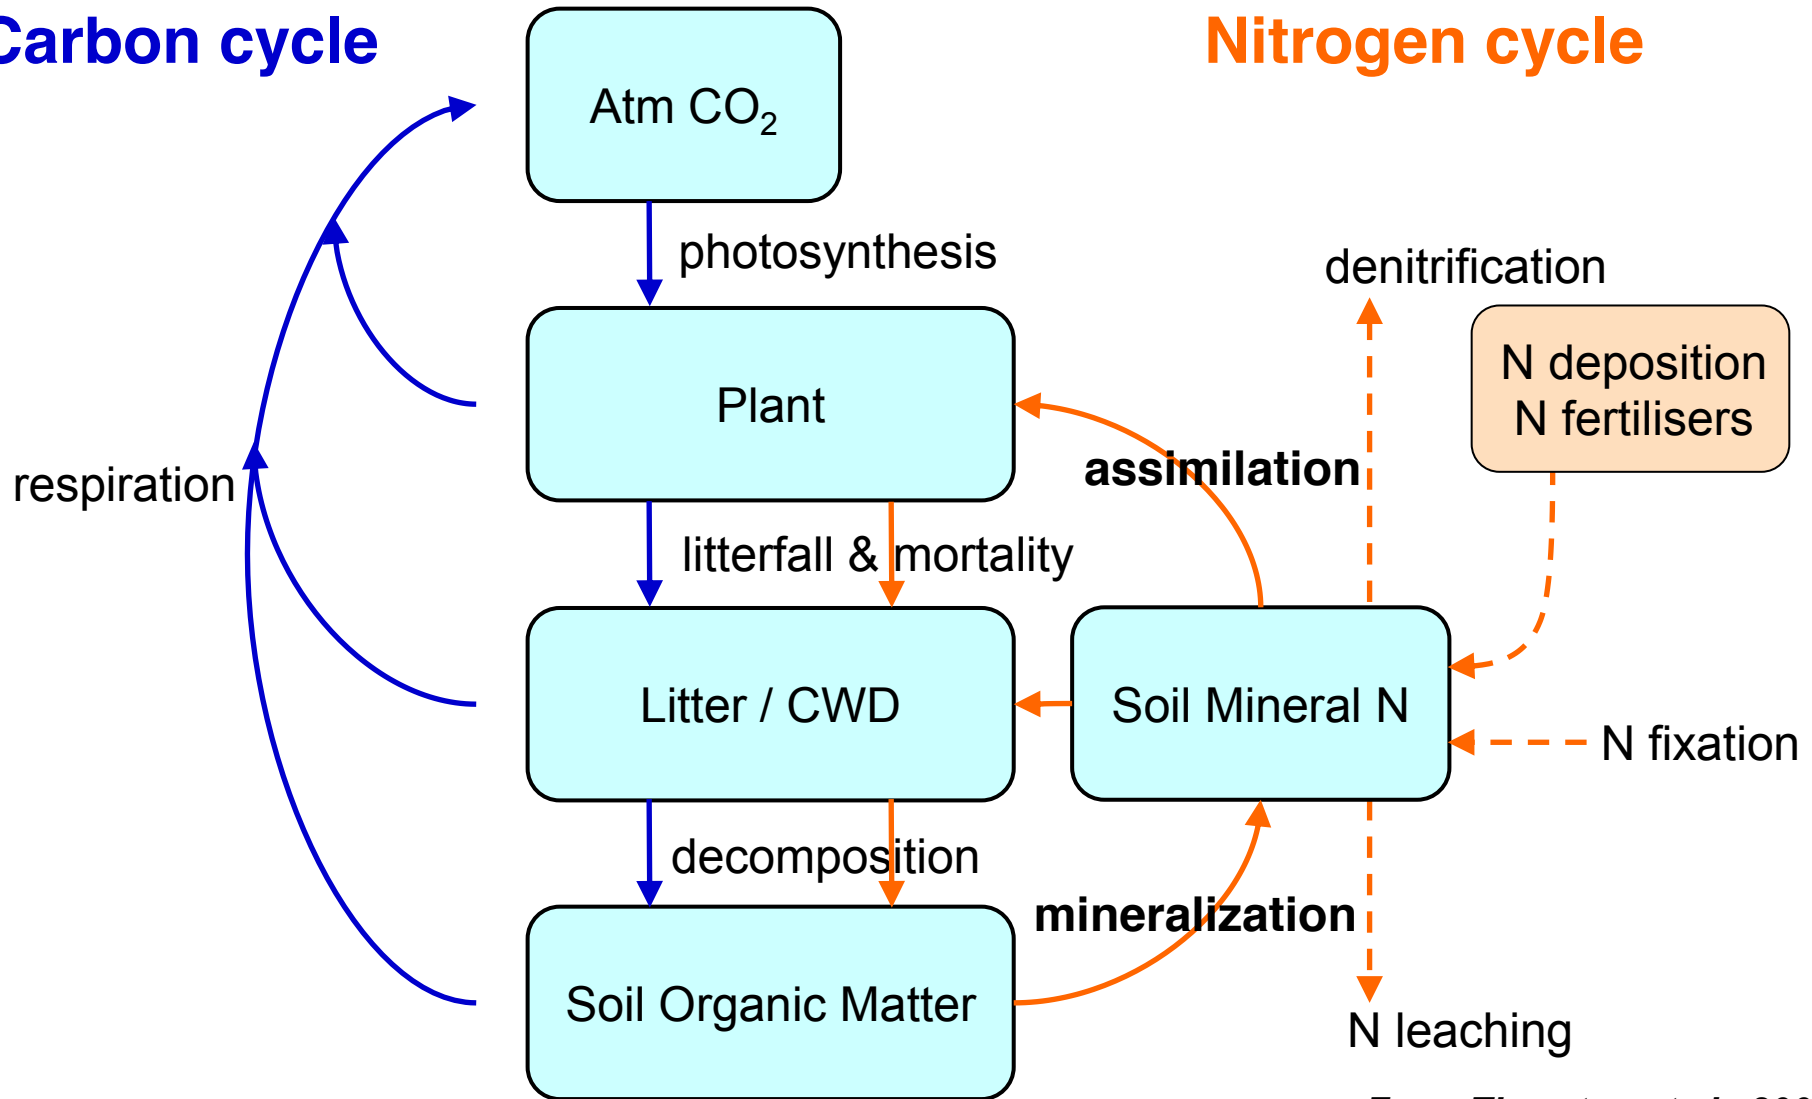 Carbon cycle
Nitrogen cycle
Atm CO₂
photosynthesis
denitrification
N deposition
N fertilisers
Plant
assimilation
respiration
litterfall & mortality
Litter / CWD
Soil Mineral N
N fixation
decomposition
mineralization
Soil Organic Matter
N leaching